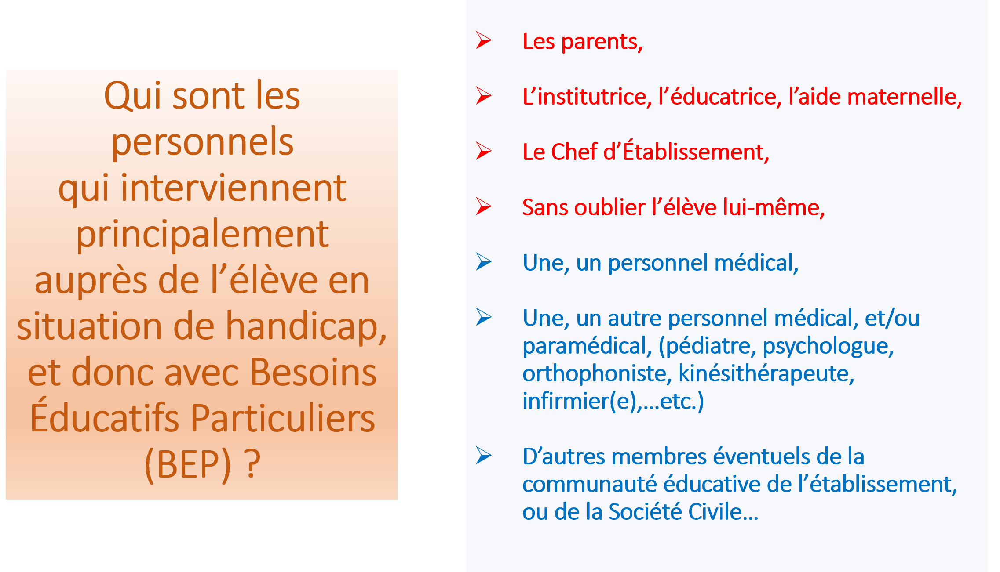 Qui sont les
personnels
qui interviennent
principalement
auprès de l’élève en
situation de handicap,
et donc avec Besoins
Éducatifs Particuliers
(BEP) ?
Les parents,
L’institutrice, l’éducatrice, l’aide maternelle,
Le Chef d’Établissement,
Sans oublier l’élève lui-même,
Une, un personnel médical,
Une, un autre personnel médical, et/ou
paramédical, (pédiatre, psychologue,
orthophoniste, kinésithérapeute,
infirmier(e),...etc.)
D’autres membres éventuels de la
communauté éducative de l’établissement,
ou de la Société Civile...